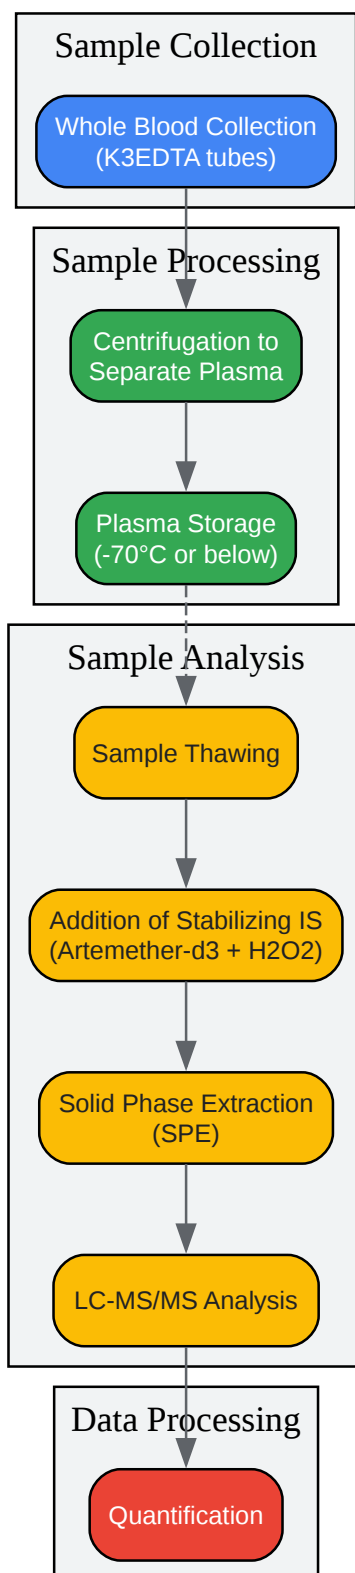 Sample Collection
Whole Blood Collection
(K3EDTA tubes)
Sample Processing
Centrifugation to
Separate Plasma
Plasma Storage
(-70°C or below)
Sample Analysis
Sample Thawing
Addition of Stabilizing IS
(Artemether-d3 + H2O2)
Solid Phase Extraction
(SPE)
LC-MS/MS Analysis
Data Processing
Quantification